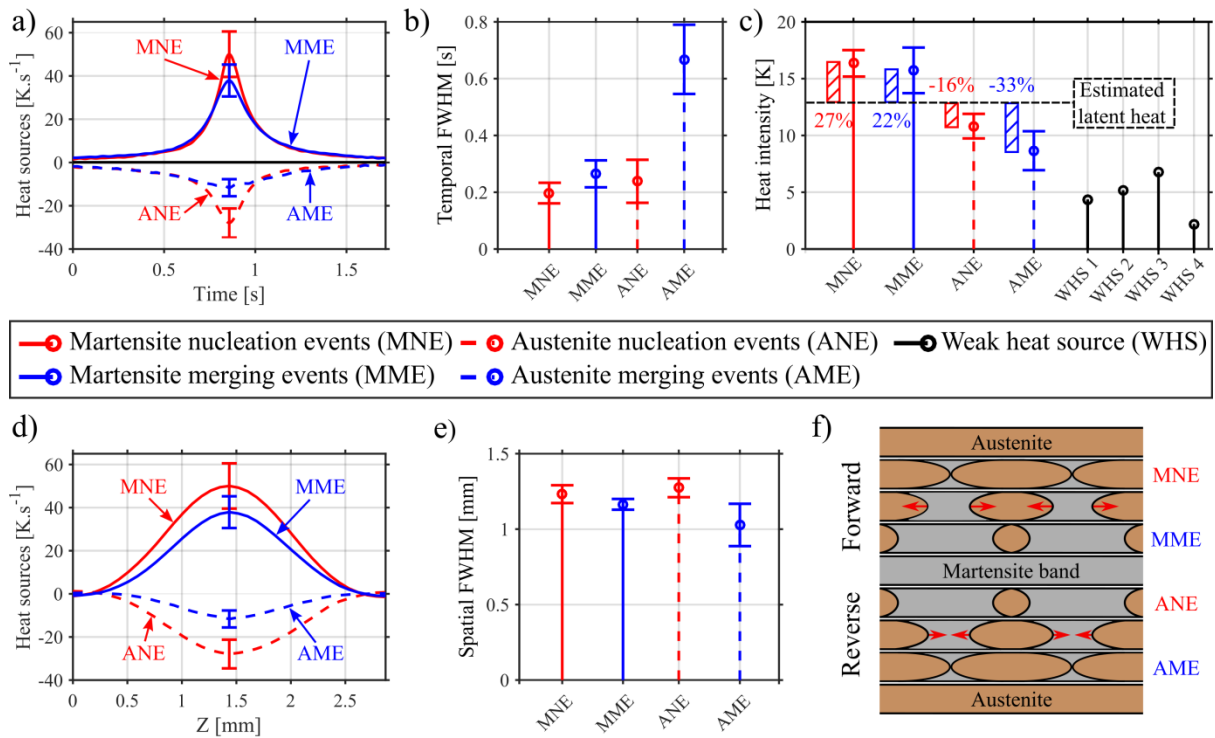 a)
Heat sources [K.s⁻¹]
60
40
20
0
-20
-40
MNE
MME
ANE
AME
0
0.5
1
1.5
Time [s]
b)
Temporal FWHM [s]
0.8
0.6
0.4
0.2
0
MNE
MME
ANE
AME
c)
Heat intensity [K]
20
15
10
5
0
27%
22%
-16%
-33%
Estimated
latent heat
MNE
MME
ANE
AME
WHS 1
WHS 2
WHS 3
WHS 4
Martensite nucleation events (MNE)
Austenite nucleation events (ANE)
Weak heat source (WHS)
Martensite merging events (MME)
Austenite merging events (AME)
d)
Heat sources [K.s⁻¹]
60
40
20
0
-20
-40
MNE
MME
ANE
AME
0
0.5
1
1.5
2
2.5
Z [mm]
e)
Spatial FWHM [mm]
1.5
1
0.5
0
MNE
MME
ANE
AME
f)
Forward
Reverse
Austenite
MNE
MME
Martensite band
ANE
AME
Austenite